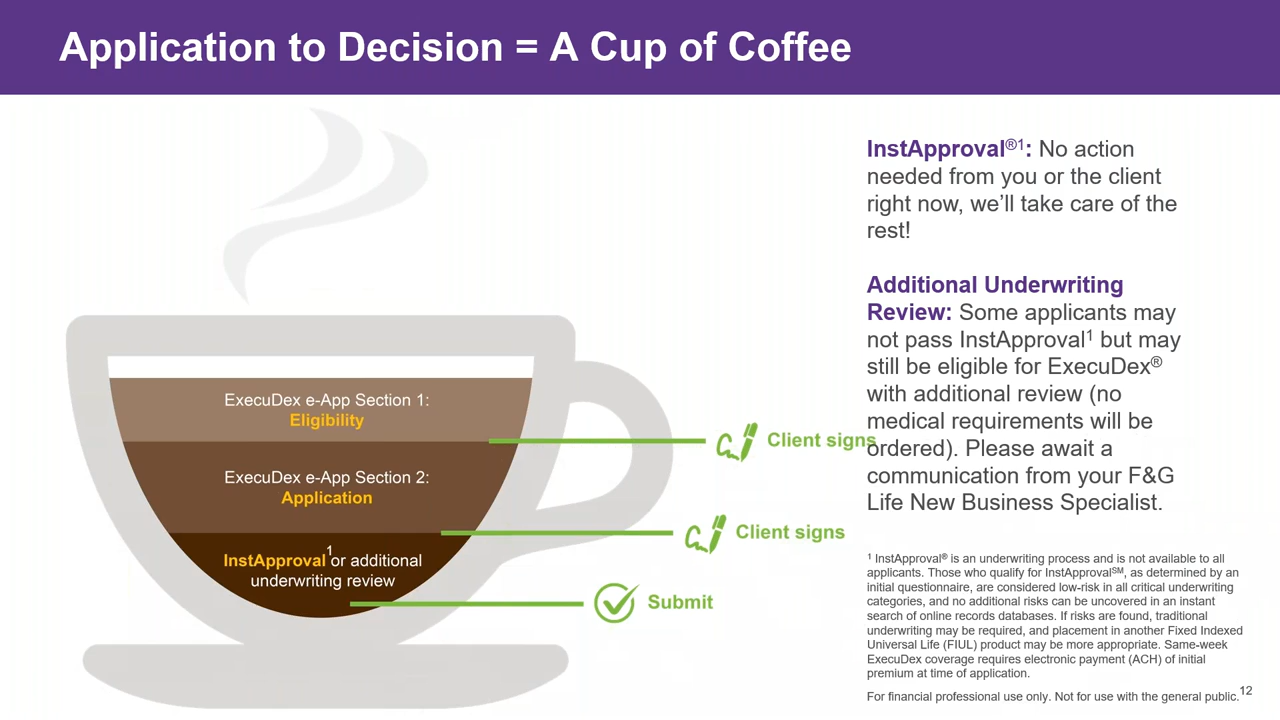 Application to Decision = A Cup of Coffee
ExecuDex e-App Section 1:
Eligibility
Client signs
ExecuDex e-App Section 2:
Application
Client signs
InstApproval¹ or additional
underwriting review
Submit
InstApproval®¹: No action
needed from you or the client
right now, we’ll take care of the
rest!
Additional Underwriting
Review: Some applicants may
not pass InstApproval¹ but may
still be eligible for ExecuDex®
with additional review (no
medical requirements will be
ordered). Please await a
communication from your F&G
Life New Business Specialist.
¹ InstApproval® is an underwriting process and is not available to all
applicants. Those who qualify for InstApproval℠, as determined by an
initial questionnaire, are considered low-risk in all critical underwriting
categories, and no additional risks can be uncovered in an instant
search of online records databases. If risks are found, traditional
underwriting may be required, and placement in another Fixed Indexed
Universal Life (FIUL) product may be more appropriate. Same-week
ExecuDex coverage requires electronic payment (ACH) of initial
premium at time of application.
For financial professional use only. Not for use with the general public.
12